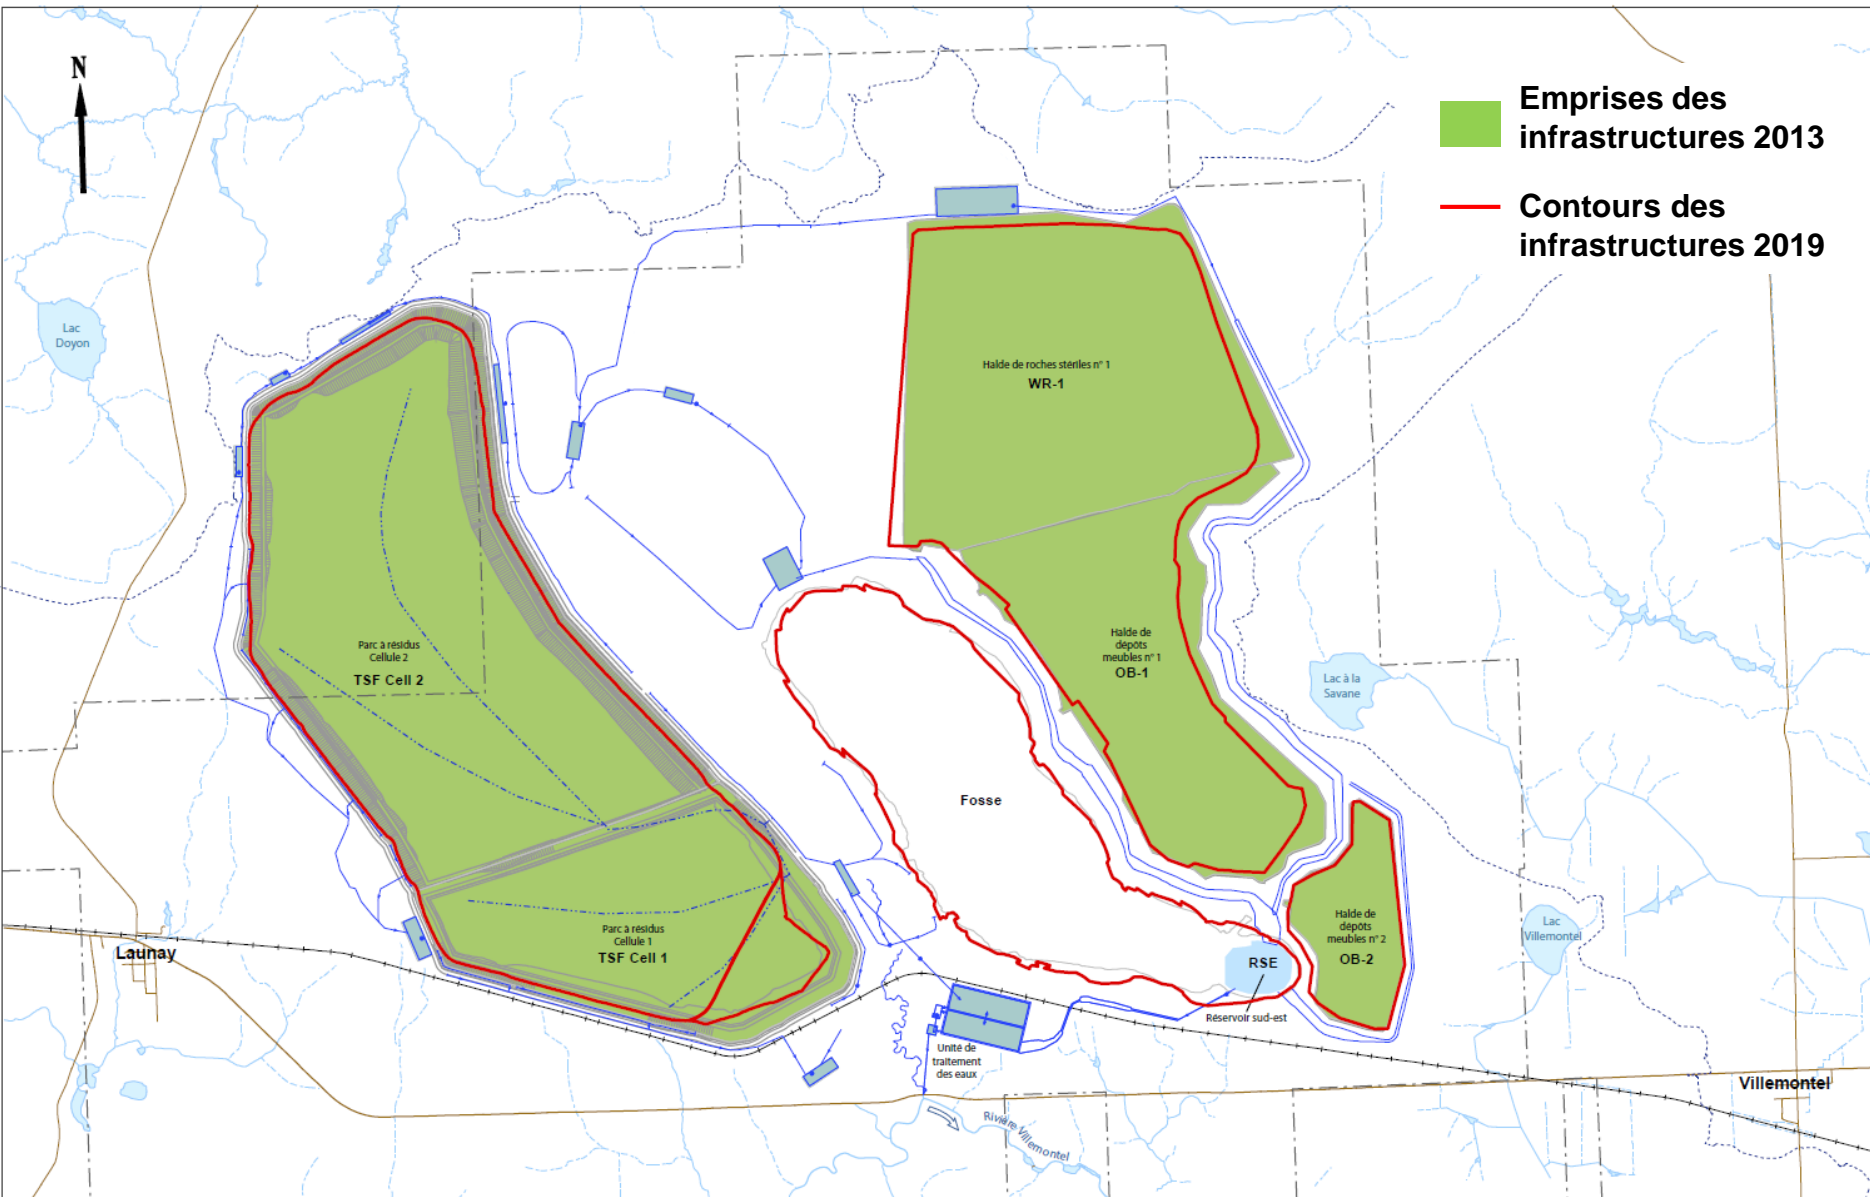 N
Emprises des
infrastructures 2013
Contours des
infrastructures 2019
Lac
Doyon
Halde de roches stériles n° 1
WR-1
Parc à résidus
Cellule 2
TSF Cell 2
Halde de
dépôts
meubles n° 1
OB-1
Lac à la
Savane
Fosse
Parc à résidus
Cellule 1
TSF Cell 1
Halde de
dépôts
meubles n° 2
OB-2
Lac
Villemontel
Launay
RSE
Réservoir sud-est
Unité de
traitement
des eaux
Villemontel
Rivière Villemontel